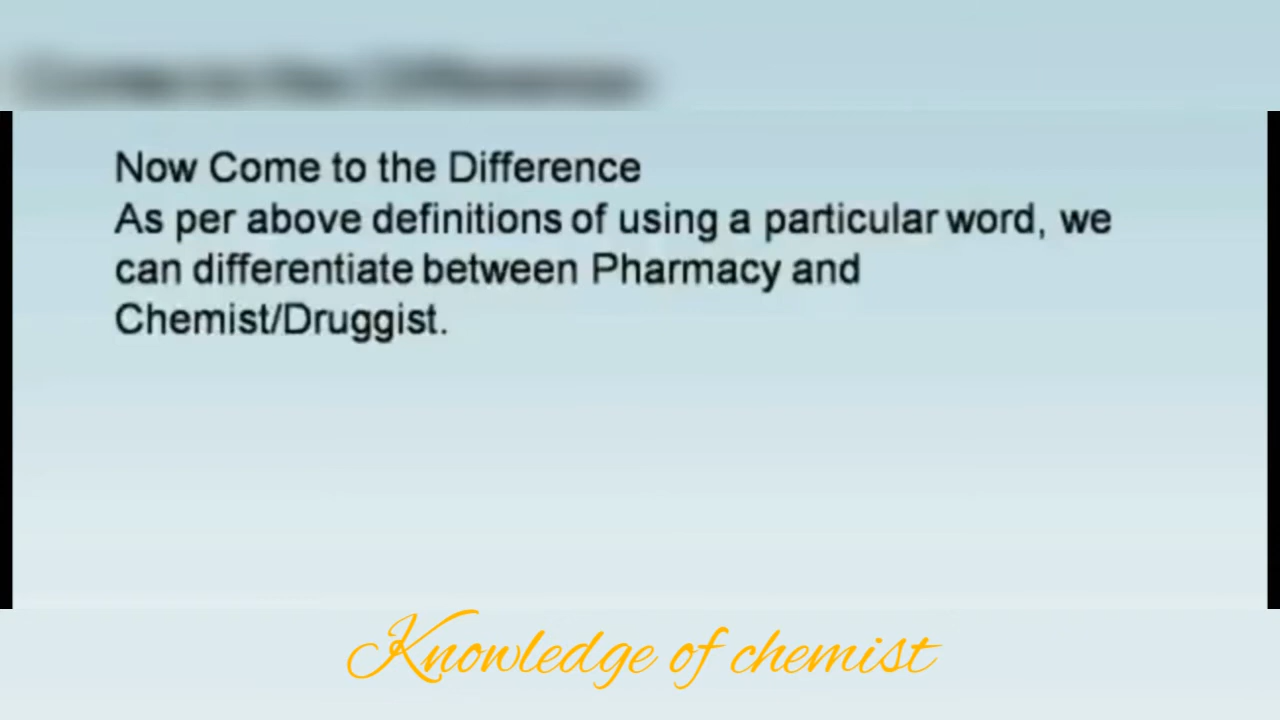 Now Come to the Difference
As per above definitions of using a particular word, we
can differentiate between Pharmacy and
Chemist/Druggist.
Knowledge of chemist